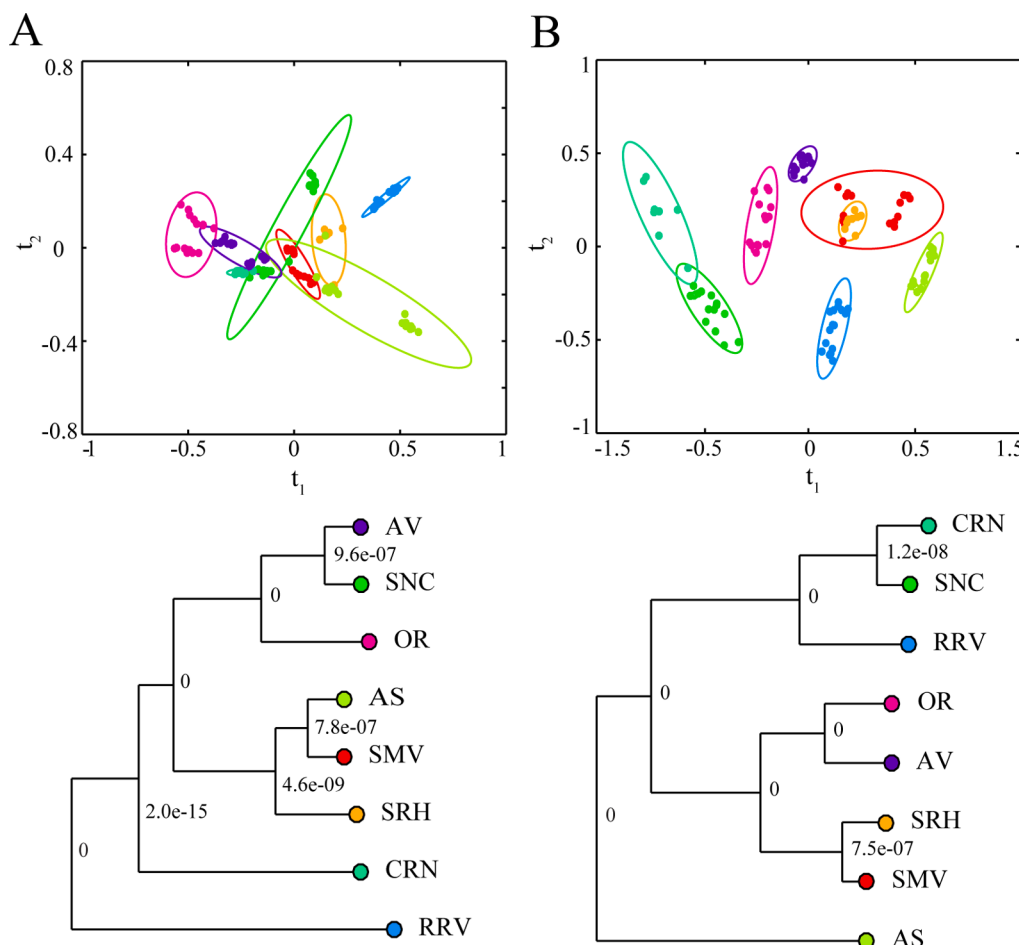 A
B
0.8
0.4
0
-0.4
-0.8
t2
-1
-0.5
0
0.5
1
t1
1
0.5
0
-0.5
-1
t2
-1.5
-0.5
0
0.5
1.5
t1
AV
9.6e-07
SNC
0
OR
0
AS
7.8e-07
SMV
4.6e-09
SRH
2.0e-15
CRN
0
RRV
CRN
1.2e-08
SNC
0
RRV
0
OR
0
AV
0
SRH
7.5e-07
SMV
0
AS